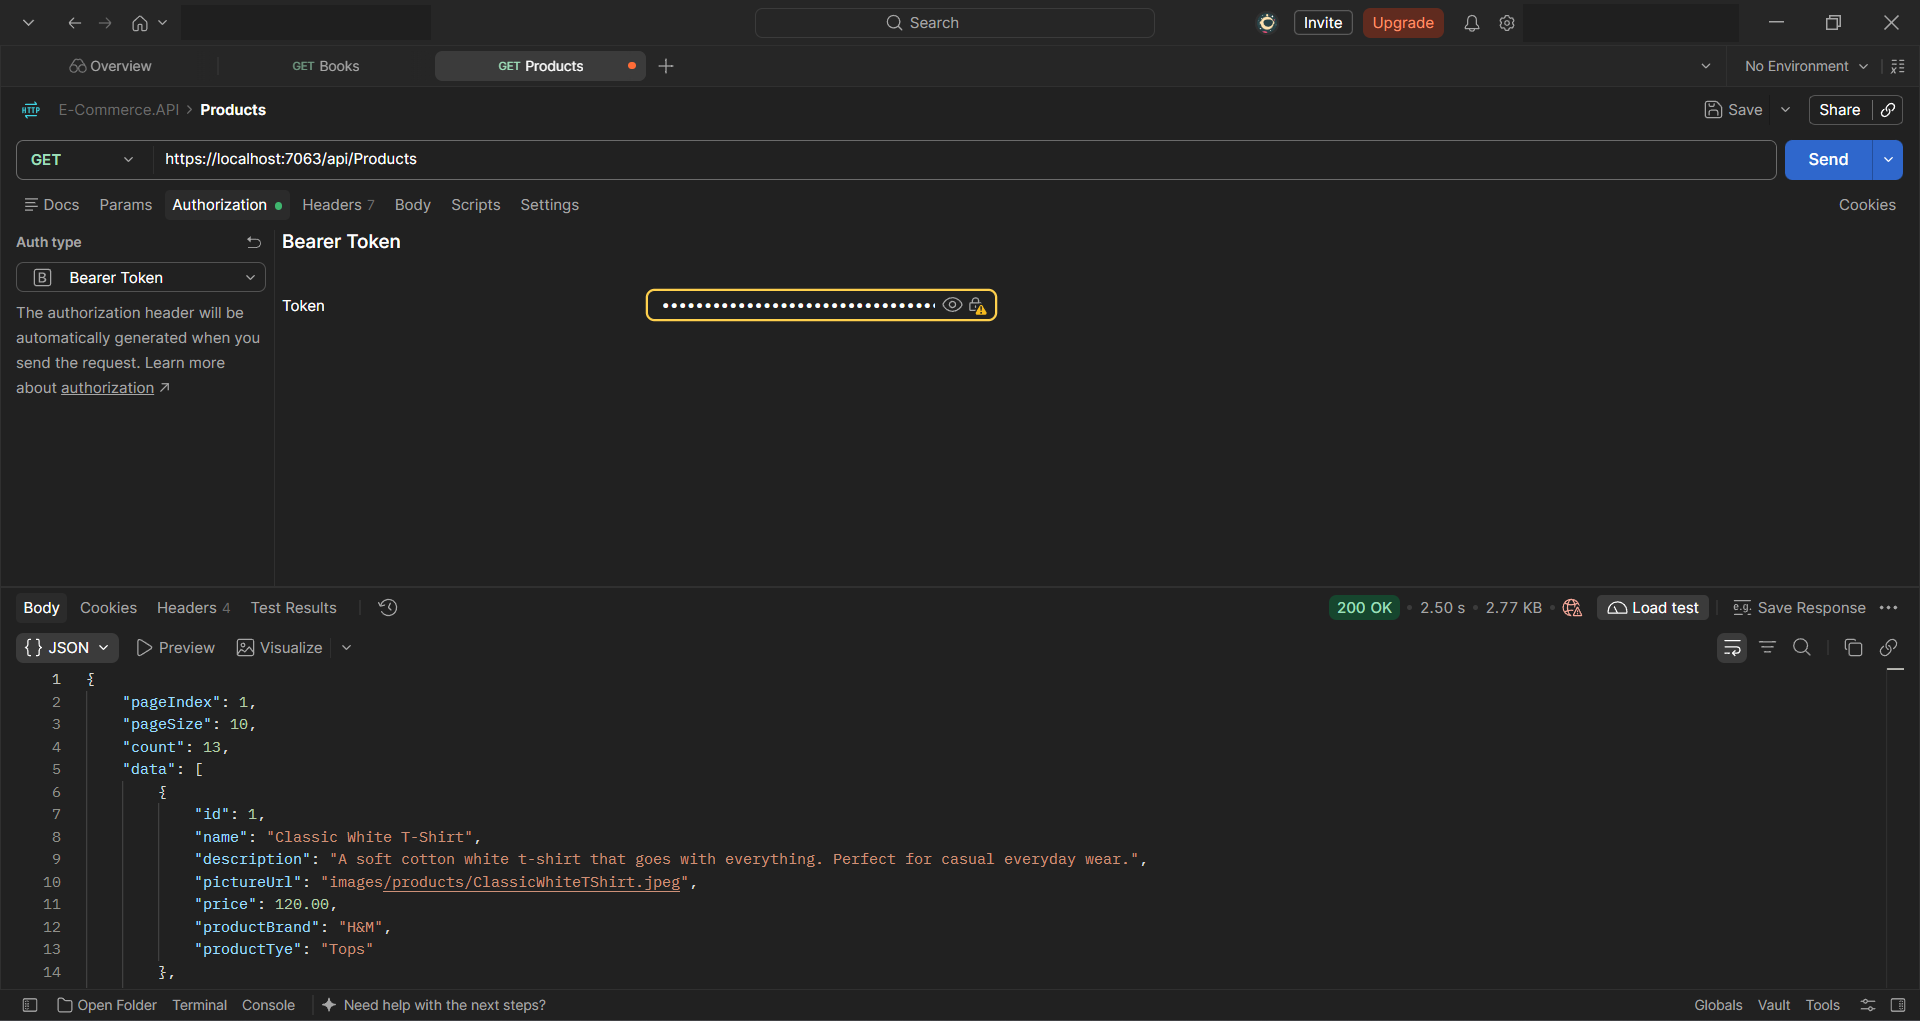 Search
Invite
Upgrade
Overview
GET Books
GET Products
No Environment
HTTP
E-Commerce.API > Products
Save
Share
GET
https://localhost:7063/api/Products
Send
Docs
Params
Authorization
Headers 7
Body
Scripts
Settings
Cookies
Auth type
Bearer Token
B Bearer Token
The authorization header will be
automatically generated when you
send the request. Learn more
about authorization ↗
Token
Body
Cookies
Headers 4
Test Results
200 OK • 2.50 s • 2.77 KB
Load test
e.g. Save Response
{} JSON
Preview
Visualize
1 {
2 "pageIndex": 1,
3 "pageSize": 10,
4 "count": 13,
5 "data": [
6 {
7 "id": 1,
8 "name": "Classic White T-Shirt",
9 "description": "A soft cotton white t-shirt that goes with everything. Perfect for casual everyday wear.",
10 "pictureUrl": "images/products/ClassicWhiteTShirt.jpeg",
11 "price": 120.00,
12 "productBrand": "H&M",
13 "productTye": "Tops"
14 },
Open Folder
Terminal
Console
Need help with the next steps?
Globals
Vault
Tools